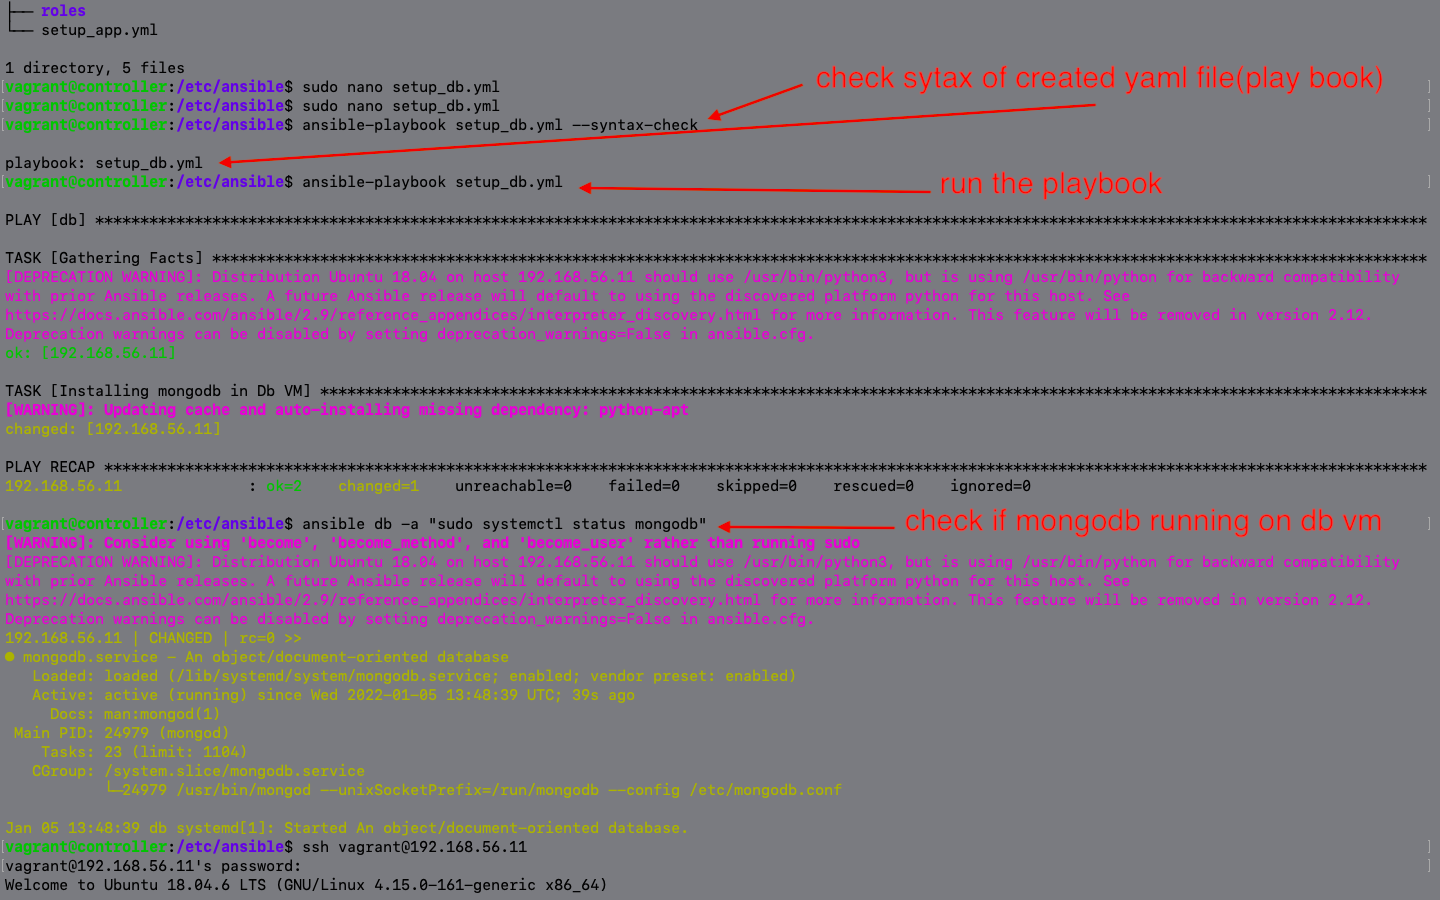 ├── roles
└── setup_app.yml
1 directory, 5 files
vagrant@controller:/etc/ansible$ sudo nano setup_db.yml
check sytax of created yaml file(play book)
vagrant@controller:/etc/ansible$ sudo nano setup_db.yml
vagrant@controller:/etc/ansible$ ansible-playbook setup_db.yml --syntax-check
playbook: setup_db.yml
vagrant@controller:/etc/ansible$ ansible-playbook setup_db.yml
run the playbook
PLAY [db] ****************************************************************************************************************************************************
TASK [Gathering Facts] ***************************************************************************************************************************************
[DEPRECATION WARNING]: Distribution Ubuntu 18.04 on host 192.168.56.11 should use /usr/bin/python3, but is using /usr/bin/python for backward compatibility
with prior Ansible releases. A future Ansible release will default to using the discovered platform python for this host. See
https://docs.ansible.com/ansible/2.9/reference_appendices/interpreter_discovery.html for more information. This feature will be removed in version 2.12.
Deprecation warnings can be disabled by setting deprecation_warnings=False in ansible.cfg.
ok: [192.168.56.11]
TASK [Installing mongodb in Db VM] ***************************************************************************************************************************
[WARNING]: Updating cache and auto-installing missing dependency: python-apt
changed: [192.168.56.11]
PLAY RECAP ***************************************************************************************************************************************************
192.168.56.11              : ok=2    changed=1    unreachable=0    failed=0    skipped=0    rescued=0    ignored=0
vagrant@controller:/etc/ansible$ ansible db -a "sudo systemctl status mongodb"
check if mongodb running on db vm
[WARNING]: Consider using 'become', 'become_method', and 'become_user' rather than running sudo
[DEPRECATION WARNING]: Distribution Ubuntu 18.04 on host 192.168.56.11 should use /usr/bin/python3, but is using /usr/bin/python for backward compatibility
with prior Ansible releases. A future Ansible release will default to using the discovered platform python for this host. See
https://docs.ansible.com/ansible/2.9/reference_appendices/interpreter_discovery.html for more information. This feature will be removed in version 2.12.
Deprecation warnings can be disabled by setting deprecation_warnings=False in ansible.cfg.
192.168.56.11 | CHANGED | rc=0 >>
● mongodb.service - An object/document-oriented database
   Loaded: loaded (/lib/systemd/system/mongodb.service; enabled; vendor preset: enabled)
   Active: active (running) since Wed 2022-01-05 13:48:39 UTC; 39s ago
     Docs: man:mongod(1)
 Main PID: 24979 (mongod)
    Tasks: 23 (limit: 1104)
   CGroup: /system.slice/mongodb.service
           └─24979 /usr/bin/mongod --unixSocketPrefix=/run/mongodb --config /etc/mongodb.conf
Jan 05 13:48:39 db systemd[1]: Started An object/document-oriented database.
vagrant@controller:/etc/ansible$ ssh vagrant@192.168.56.11
vagrant@192.168.56.11's password:
Welcome to Ubuntu 18.04.6 LTS (GNU/Linux 4.15.0-161-generic x86_64)